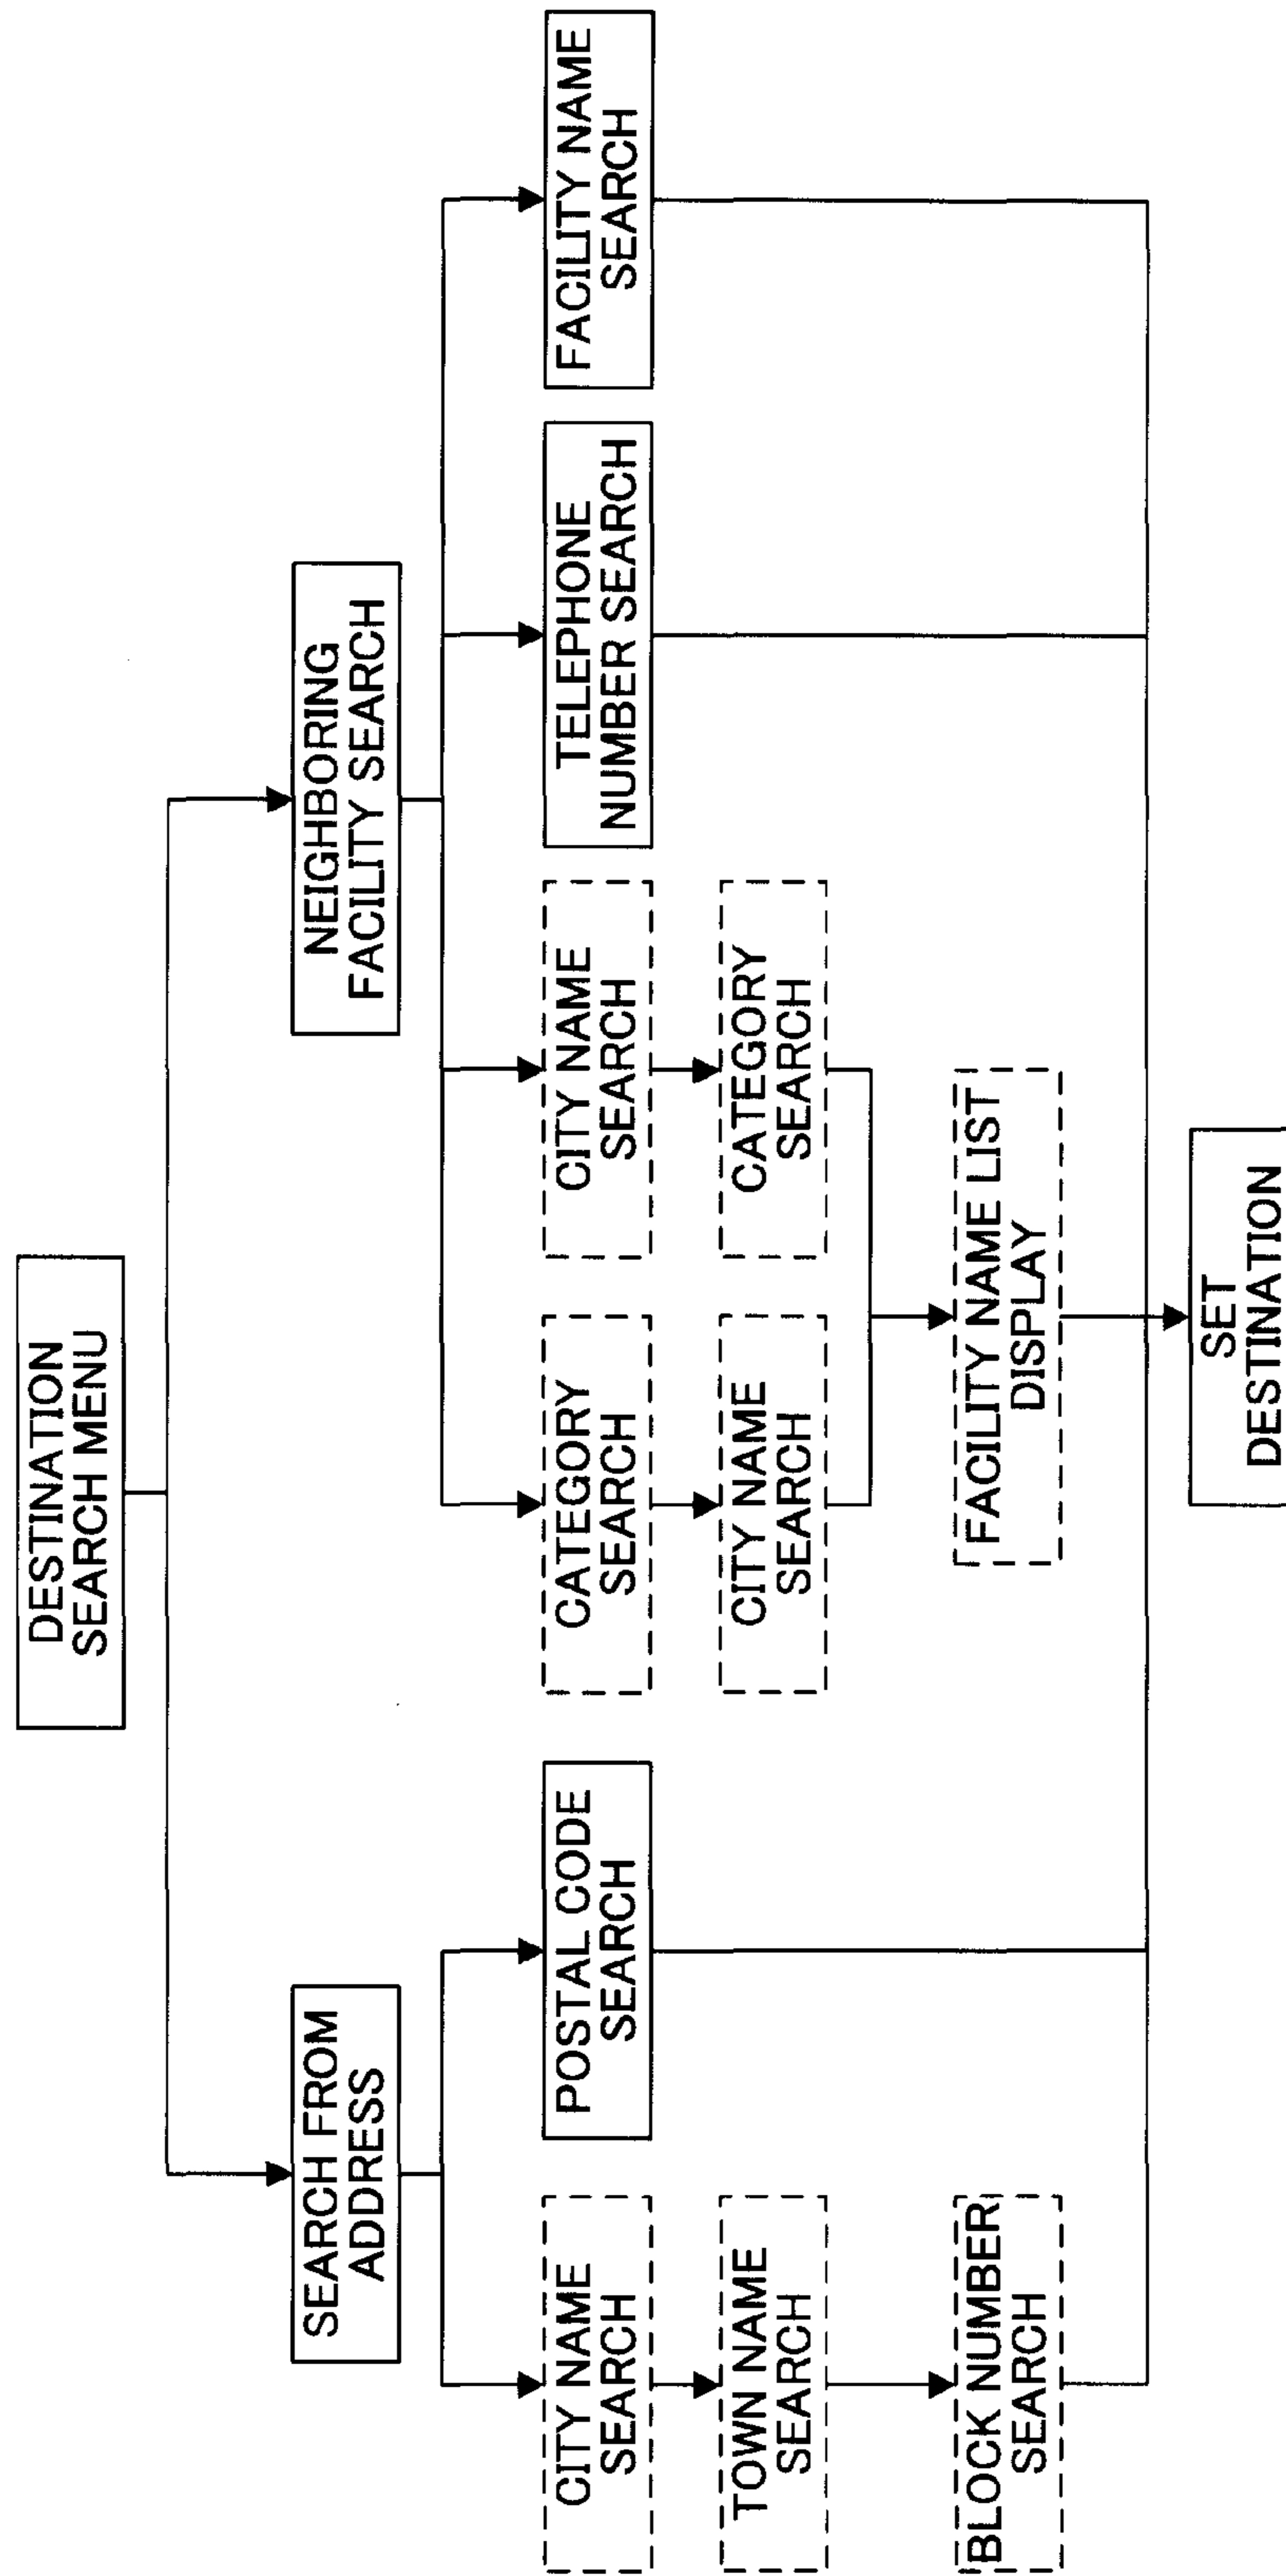 DESTINATION
SEARCH MENU
SEARCH FROM
ADDRESS
NEIGHBORING
FACILITY SEARCH
CITY NAME
SEARCH
POSTAL CODE
SEARCH
CATEGORY
SEARCH
CITY NAME
SEARCH
TELEPHONE
NUMBER SEARCH
FACILITY NAME
SEARCH
TOWN NAME
SEARCH
CITY NAME
SEARCH
CATEGORY
SEARCH
BLOCK NUMBER
SEARCH
FACILITY NAME LIST
DISPLAY
SET
DESTINATION